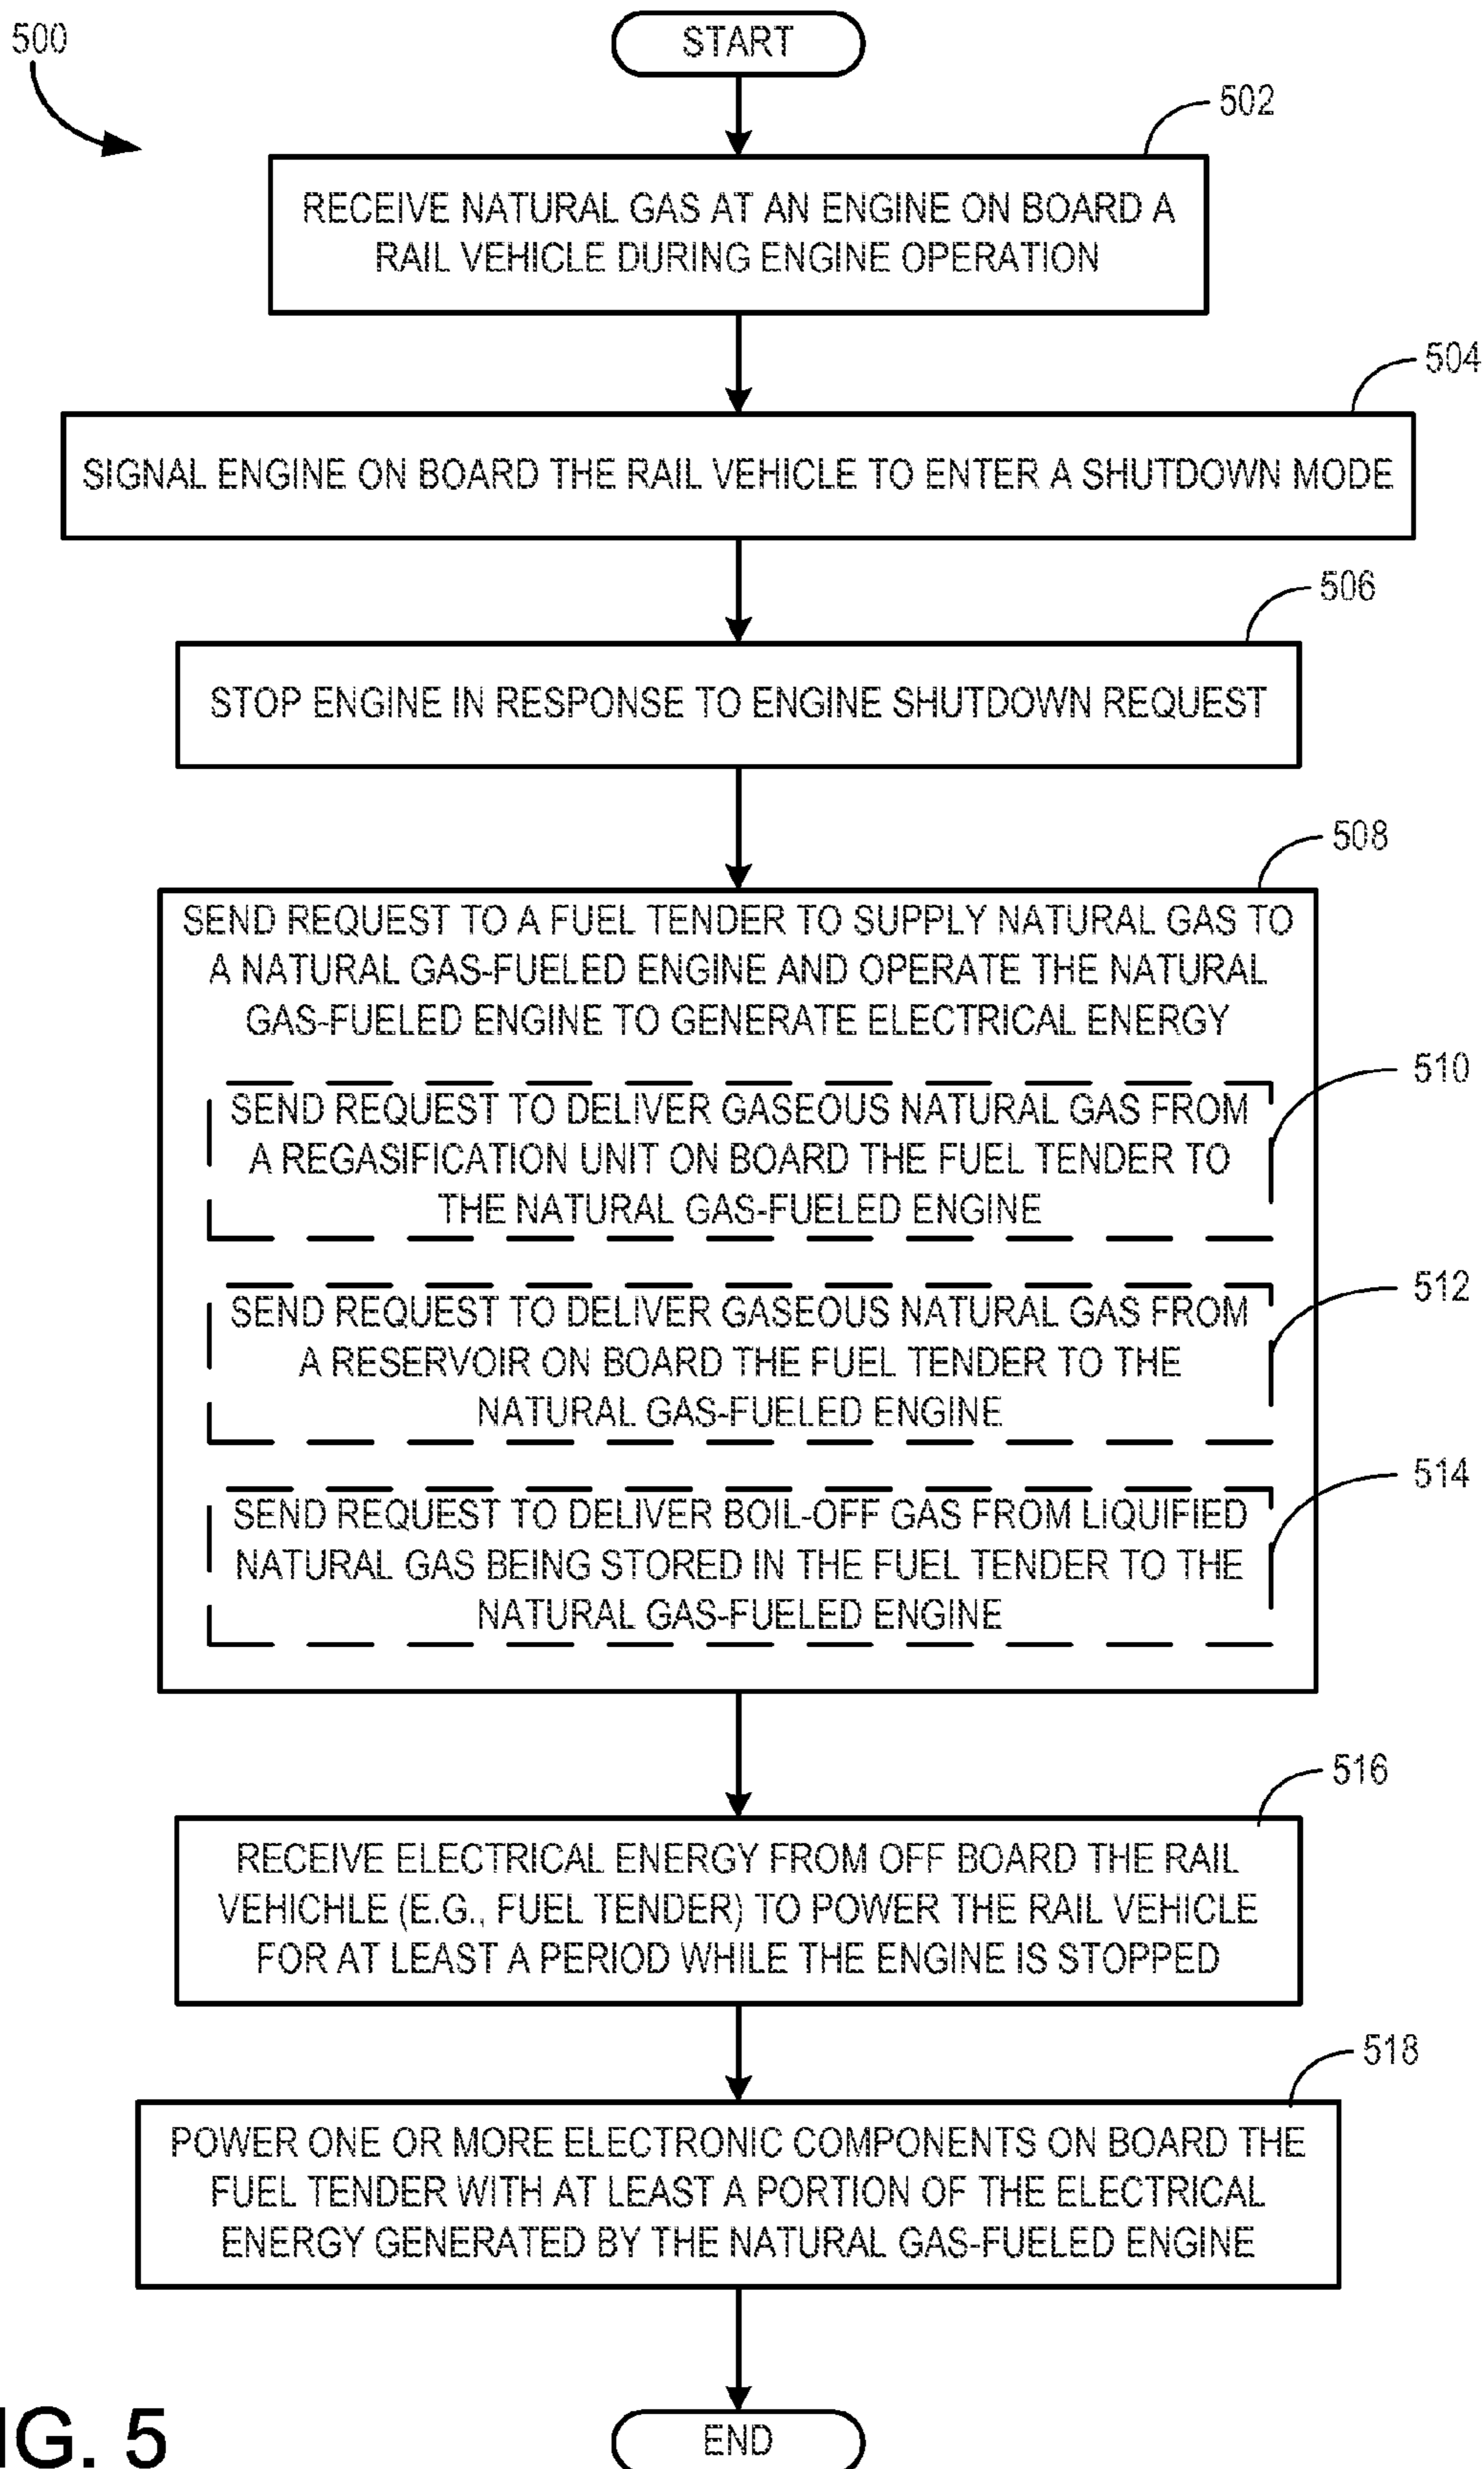 500
START
502
RECEIVE NATURAL GAS AT AN ENGINE ON BOARD A
RAIL VEHICLE DURING ENGINE OPERATION
504
SIGNAL ENGINE ON BOARD THE RAIL VEHICLE TO ENTER A SHUTDOWN MODE
506
STOP ENGINE IN RESPONSE TO ENGINE SHUTDOWN REQUEST
508
SEND REQUEST TO A FUEL TENDER TO SUPPLY NATURAL GAS TO
A NATURAL GAS-FUELED ENGINE AND OPERATE THE NATURAL
GAS-FUELED ENGINE TO GENERATE ELECTRICAL ENERGY
510
SEND REQUEST TO DELIVER GASEOUS NATURAL GAS FROM
A REGASIFICATION UNIT ON BOARD THE FUEL TENDER TO
THE NATURAL GAS-FUELED ENGINE
512
SEND REQUEST TO DELIVER GASEOUS NATURAL GAS FROM
A RESERVOIR ON BOARD THE FUEL TENDER TO THE
NATURAL GAS-FUELED ENGINE
514
SEND REQUEST TO DELIVER BOIL-OFF GAS FROM LIQUIFIED
NATURAL GAS BEING STORED IN THE FUEL TENDER TO THE
NATURAL GAS-FUELED ENGINE
516
RECEIVE ELECTRICAL ENERGY FROM OFF BOARD THE RAIL
VEHICHLE (E.G., FUEL TENDER) TO POWER THE RAIL VEHICLE
FOR AT LEAST A PERIOD WHILE THE ENGINE IS STOPPED
518
POWER ONE OR MORE ELECTRONIC COMPONENTS ON BOARD THE
FUEL TENDER WITH AT LEAST A PORTION OF THE ELECTRICAL
ENERGY GENERATED BY THE NATURAL GAS-FUELED ENGINE
END
IG. 5